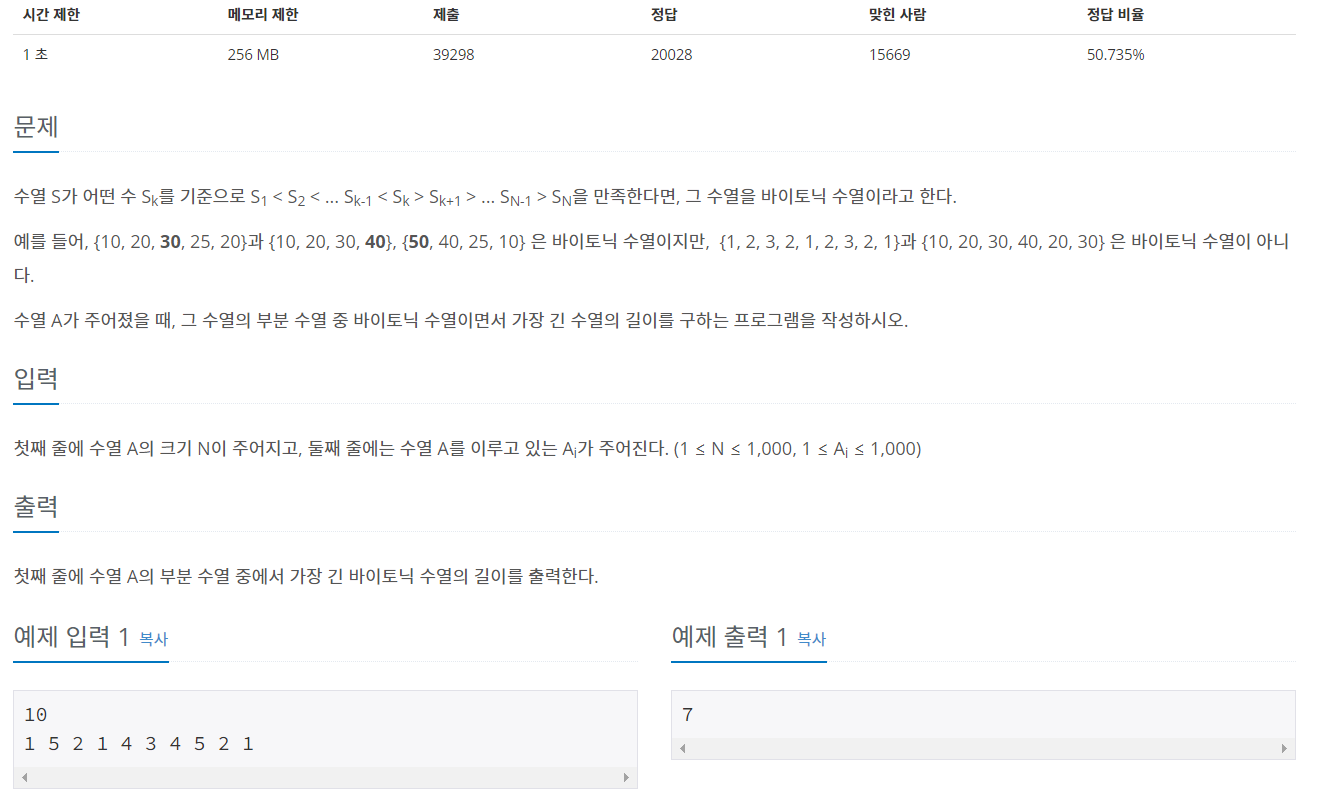 시간 제한 메모리 제한 제출 정답 맞힌 사람 정답 비율
1 초 256 MB 39298 20028 15669 50.735%
문제
수열 S가 어떤 수 Sk를 기준으로 S1 < S2 < ... Sk-1 < Sk > Sk+1 > ... SN-1 > SN을 만족한다면, 그 수열을 바이토닉 수열이라고 한다.
예를 들어, {10, 20, 30, 25, 20}과 {10, 20, 30, 40}, {50, 40, 25, 10} 은 바이토닉 수열이지만, {1, 2, 3, 2, 1, 2, 3, 2, 1}과 {10, 20, 30, 40, 20, 30} 은 바이토닉 수열이 아니
다.
수열 A가 주어졌을 때, 그 수열의 부분 수열 중 바이토닉 수열이면서 가장 긴 수열의 길이를 구하는 프로그램을 작성하시오.
입력
첫째 줄에 수열 A의 크기 N이 주어지고, 둘째 줄에는 수열 A를 이루고 있는 Ai가 주어진다. (1 ≤ N ≤ 1,000, 1 ≤ Ai ≤ 1,000)
출력
첫째 줄에 수열 A의 부분 수열 중에서 가장 긴 바이토닉 수열의 길이를 출력한다.
예제 입력 1 복사
10
1 5 2 1 4 3 4 5 2 1
예제 출력 1 복사
7